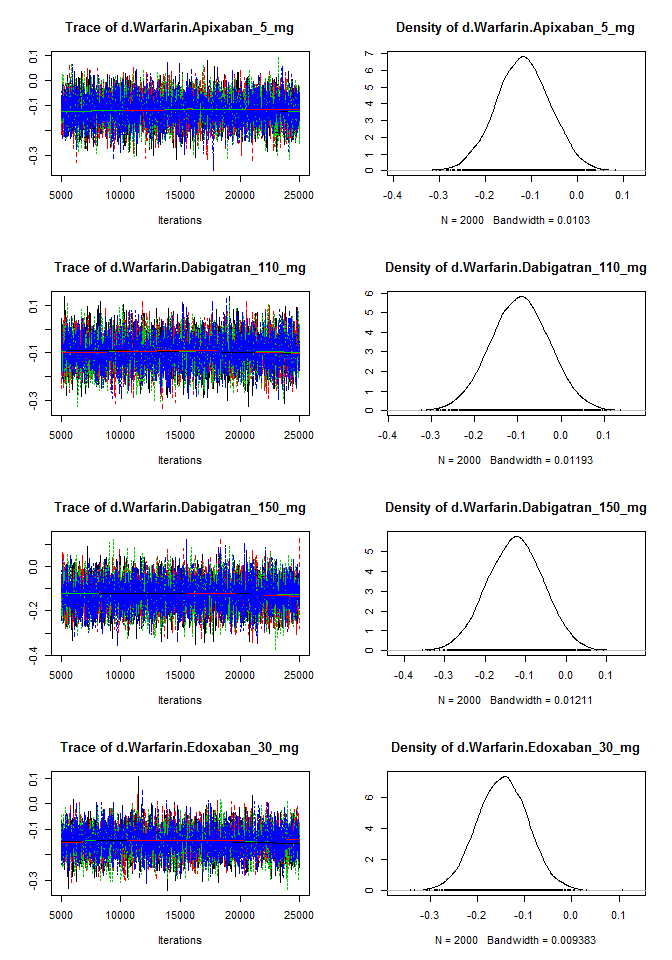 Trace of d.Warfarin.Apixaban_5_mg
0.1
0.0
-0.1
-0.3
5000 10000 15000 20000 25000
Iterations
Density of d.Warfarin.Apixaban_5_mg
7
6
5
4
3
2
1
0
-0.4 -0.3 -0.2 -0.1 0.0 0.1
N = 2000 Bandwidth = 0.0103
Trace of d.Warfarin.Dabigatran_110_mg
0.1
-0.1
-0.3
5000 10000 15000 20000 25000
Iterations
Density of d.Warfarin.Dabigatran_110_mg
6
5
4
3
2
1
0
-0.4 -0.3 -0.2 -0.1 0.0 0.1
N = 2000 Bandwidth = 0.01193
Trace of d.Warfarin.Dabigatran_150_mg
0.0
-0.2
-0.4
5000 10000 15000 20000 25000
Iterations
Density of d.Warfarin.Dabigatran_150_mg
5
4
3
2
1
0
-0.4 -0.3 -0.2 -0.1 0.0 0.1
N = 2000 Bandwidth = 0.01211
Trace of d.Warfarin.Edoxaban_30_mg
0.1
0.0
-0.1
-0.3
5000 10000 15000 20000 25000
Iterations
Density of d.Warfarin.Edoxaban_30_mg
6
4
2
0
-0.3 -0.2 -0.1 0.0 0.1
N = 2000 Bandwidth = 0.009383